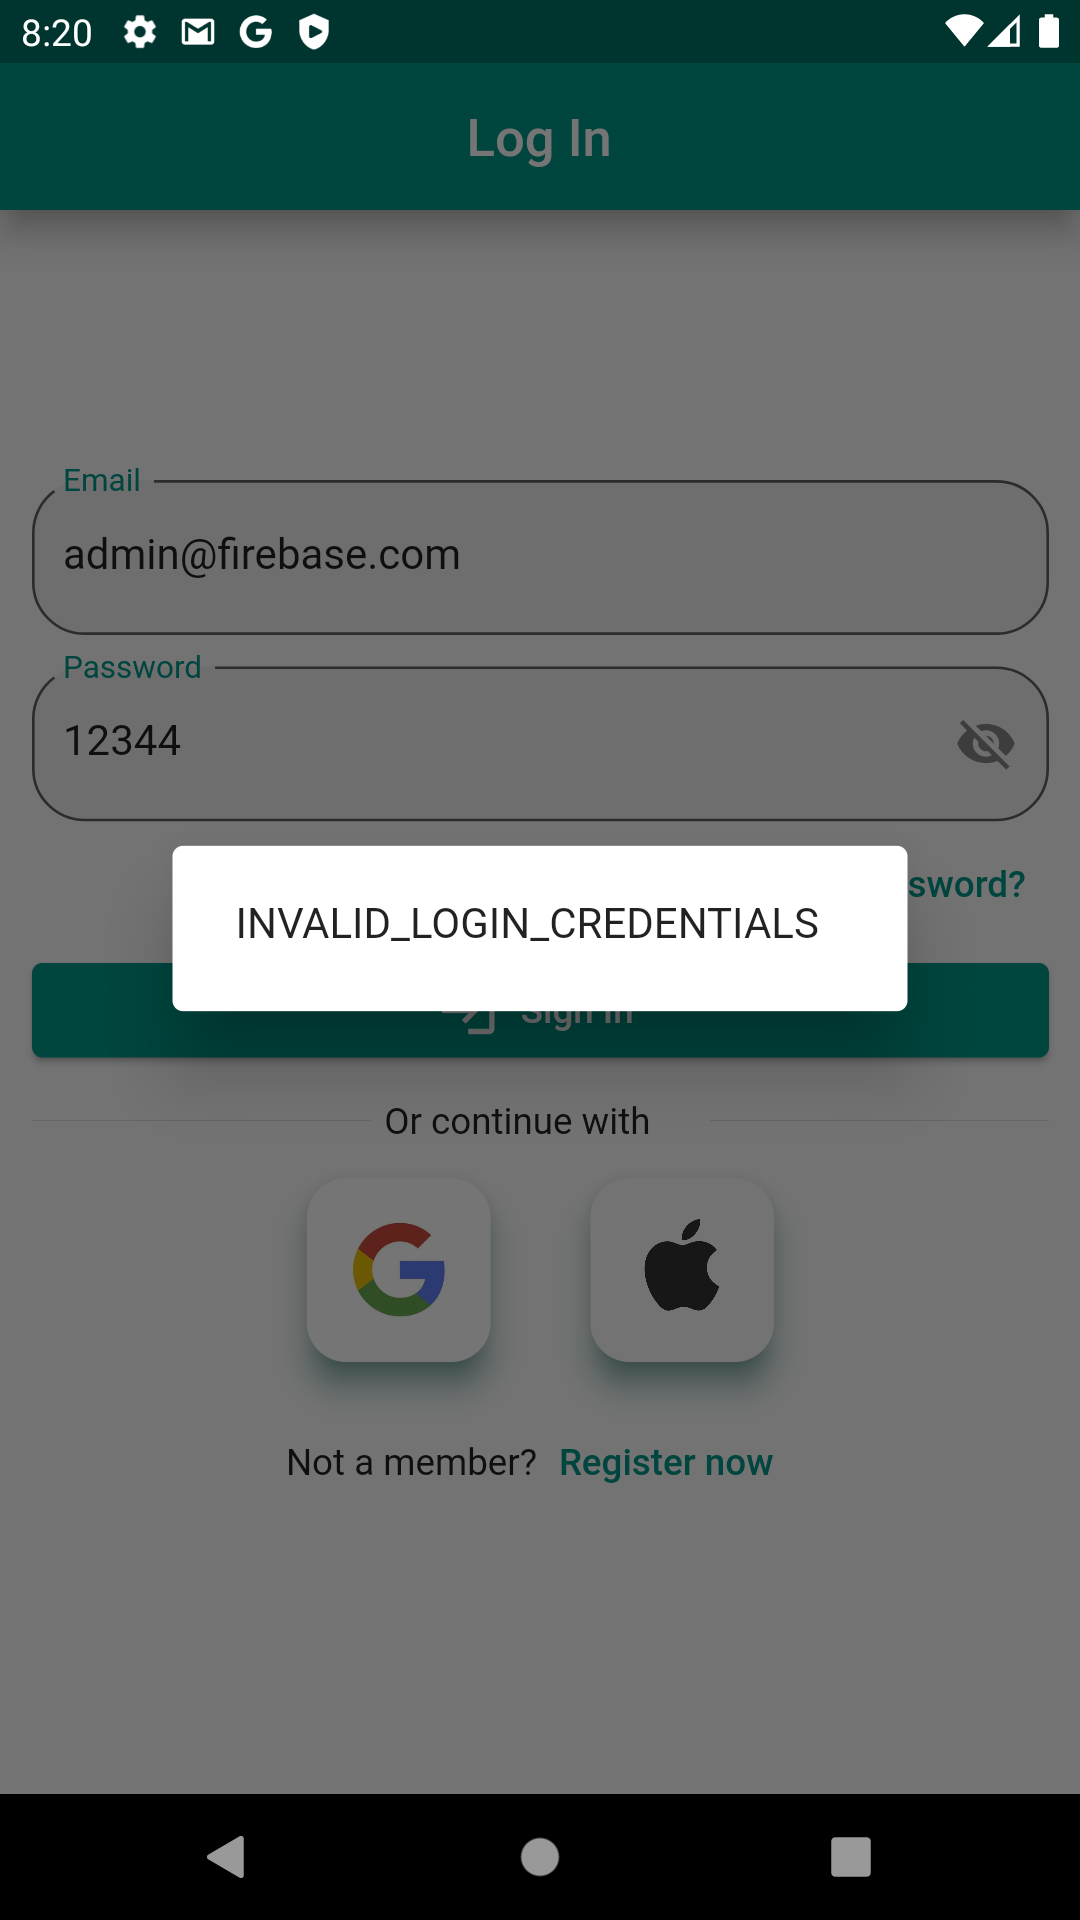 8:20
Log In
Email
admin@firebase.com
Password
12344
sword?
INVALID_LOGIN_CREDENTIALS
Sign In
Or continue with
Not a member? Register now